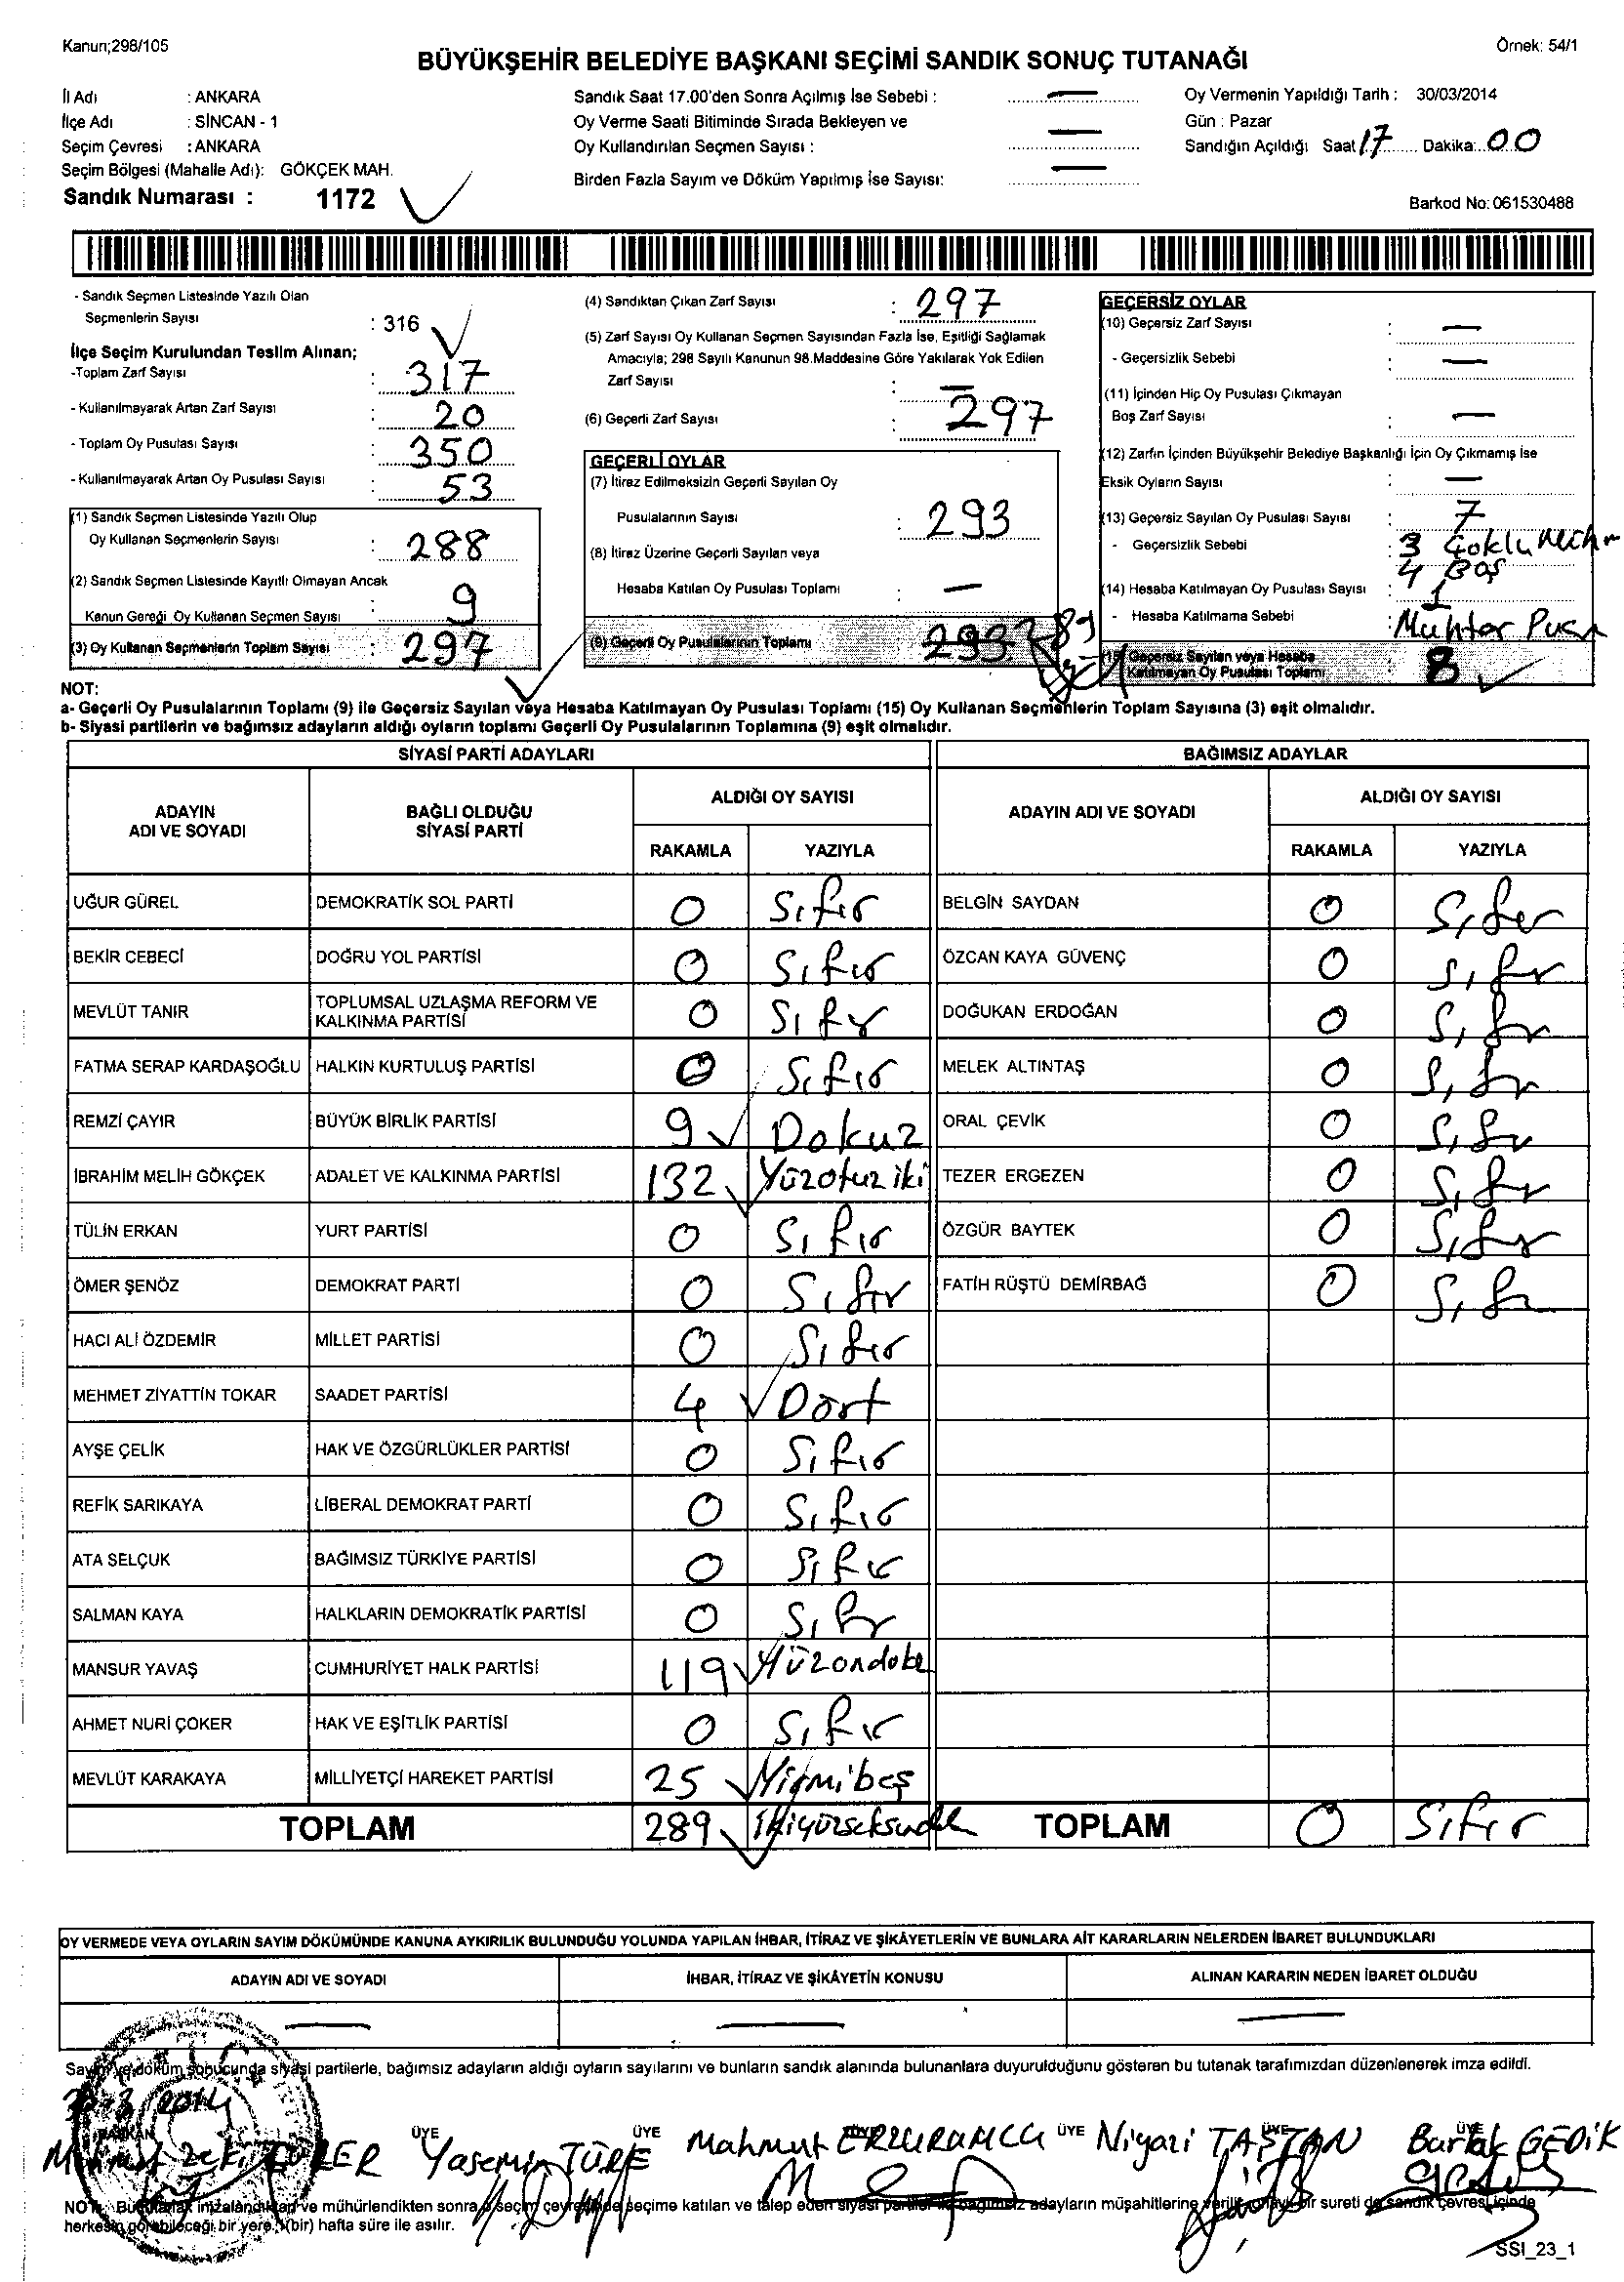 Kanun;298/105
Örnek: 54/1
BÜYÜKŞEHİR BELEDİYE BAŞKANI SEÇİMİ SANDIK SONUÇ TUTANAĞI
İl Adı : ANKARA
İlçe Adı : SİNCAN - 1
Seçim Çevresi : ANKARA
Seçim Bölgesi (Mahalle Adı): GÖKÇEK MAH.
Sandık Numarası : 1172
Sandık Saat 17.00'den Sonra Açılmış İse Sebebi : —
Oy Verme Saati Bitiminde Sırada Bekleyen ve
Oy Kullandırılan Seçmen Sayısı : —
Birden Fazla Sayım ve Döküm Yapılmış İse Sayısı: —
Oy Vermenin Yapıldığı Tarih : 30/03/2014
Gün : Pazar
Sandığın Açıldığı Saat 17 Dakika: 00
Barkod No: 061530488
- Sandık Seçmen Listesinde Yazılı Olan
Seçmenlerin Sayısı : 316
İlçe Seçim Kurulundan Teslim Alınan;
-Toplam Zarf Sayısı : 317
- Kullanılmayarak Artan Zarf Sayısı : 20
- Toplam Oy Pusulası Sayısı : 350
- Kullanılmayarak Artan Oy Pusulası Sayısı : 53
(1) Sandık Seçmen Listesinde Yazılı Olup
Oy Kullanan Seçmenlerin Sayısı : 288
(2) Sandık Seçmen Listesinde Kayıtlı Olmayan Ancak
Kanun Gereği Oy Kullanan Seçmen Sayısı : 9
(3) Oy Kullanan Seçmenlerin Toplam Sayısı : 297
(4) Sandıktan Çıkan Zarf Sayısı : 297
(5) Zarf Sayısı Oy Kullanan Seçmen Sayısından Fazla İse, Eşitliği Sağlamak
Amacıyla; 298 Sayılı Kanunun 98.Maddesine Göre Yakılarak Yok Edilen
Zarf Sayısı : —
(6) Geçerli Zarf Sayısı : 297
GEÇERLİ OYLAR
(7) İtiraz Edilmeksizin Geçerli Sayılan Oy
Pusulalarının Sayısı : 293
(8) İtiraz Üzerine Geçerli Sayılan veya
Hesaba Katılan Oy Pusulası Toplamı : —
(9) Geçerli Oy Pusulalarının Toplamı 293 289
GEÇERSİZ OYLAR
(10) Geçersiz Zarf Sayısı : —
- Geçersizlik Sebebi : —
(11) İçinden Hiç Oy Pusulası Çıkmayan
Boş Zarf Sayısı : —
(12) Zarfın İçinden Büyükşehir Belediye Başkanlığı İçin Oy Çıkmamış İse
Eksik Oyların Sayısı : —
(13) Geçersiz Sayılan Oy Pusulası Sayısı : 7
- Geçersizlik Sebebi : 3 Çoklu
4 Boş
(14) Hesaba Katılmayan Oy Pusulası Sayısı : 1
- Hesaba Katılmama Sebebi : Muhtar
(15) Geçersiz Sayılan veya Hesaba
Katılmayan Oy Pusulası Toplamı : 8
NOT:
a- Geçerli Oy Pusulalarının Toplamı (9) ile Geçersiz Sayılan veya Hesaba Katılmayan Oy Pusulası Toplamı (15) Oy Kullanan Seçmenlerin Toplam Sayısına (3) eşit olmalıdır.
b- Siyasi partilerin ve bağımsız adayların aldığı oyların toplamı Geçerli Oy Pusulalarının Toplamına (9) eşit olmalıdır.
SİYASİ PARTİ ADAYLARI
BAĞIMSIZ ADAYLAR
ADAYIN ADI VE SOYADI
BAĞLI OLDUĞU SİYASİ PARTİ
ALDIĞI OY SAYISI
RAKAMLA YAZIYLA
ADAYIN ADI VE SOYADI
ALDIĞI OY SAYISI
RAKAMLA YAZIYLA
UĞUR GÜREL DEMOKRATİK SOL PARTİ 0 Sıfır BELGİN SAYDAN 0 Sıfır
BEKİR CEBECİ DOĞRU YOL PARTİSİ 0 Sıfır ÖZCAN KAYA GÜVENÇ 0 Sıfır
MEVLÜT TANIR TOPLUMSAL UZLAŞMA REFORM VE KALKINMA PARTİSİ 0 Sıfır DOĞUKAN ERDOĞAN 0 Sıfır
FATMA SERAP KARDAŞOĞLU HALKIN KURTULUŞ PARTİSİ 0 Sıfır MELEK ALTINTAŞ 0 Sıfır
REMZİ ÇAYIR BÜYÜK BİRLİK PARTİSİ 9 Dokuz ORAL ÇEVİK 0 Sıfır
İBRAHİM MELİH GÖKÇEK ADALET VE KALKINMA PARTİSİ 132 Yüzotuz iki TEZER ERGEZEN 0 Sıfır
TÜLİN ERKAN YURT PARTİSİ 0 Sıfır ÖZGÜR BAYTEK 0 Sıfır
ÖMER ŞENÖZ DEMOKRAT PARTİ 0 Sıfır FATİH RÜŞTÜ DEMİRBAĞ 0 Sıfır
HACI ALİ ÖZDEMİR MİLLET PARTİSİ 0 Sıfır
MEHMET ZİYATTİN TOKAR SAADET PARTİSİ 4 Dört
AYŞE ÇELİK HAK VE ÖZGÜRLÜKLER PARTİSİ 0 Sıfır
REFİK SARIKAYA LİBERAL DEMOKRAT PARTİ 0 Sıfır
ATA SELÇUK BAĞIMSIZ TÜRKİYE PARTİSİ 0 Sıfır
SALMAN KAYA HALKLARIN DEMOKRATİK PARTİSİ 0 Sıfır
MANSUR YAVAŞ CUMHURİYET HALK PARTİSİ 119
AHMET NURİ ÇOKER HAK VE EŞİTLİK PARTİSİ 0 Sıfır
MEVLÜT KARAKAYA MİLLİYETÇİ HAREKET PARTİSİ 25 Yirmibeş
TOPLAM 289 TOPLAM 0 Sıfır
OY VERMEDE VEYA OYLARIN SAYIM DÖKÜMÜNDE KANUNA AYKIRILIK BULUNDUĞU YOLUNDA YAPILAN İHBAR, İTİRAZ VE ŞİKÂYETLERİN VE BUNLARA AİT KARARLARIN NELERDEN İBARET BULUNDUKLARI
ADAYIN ADI VE SOYADI İHBAR, İTİRAZ VE ŞİKÂYETİN KONUSU ALINAN KARARIN NEDEN İBARET OLDUĞU
— — —
Sayım ve döküm sonucunda siyasi partilerle, bağımsız adayların aldığı oyların sayılarını ve bunların sandık alanında bulunanlara duyurulduğunu gösteren bu tutanak tarafımızdan düzenlenerek imza edildi.
BAŞKAN ÜYE ÜYE ÜYE ÜYE ÜYE
Yasemin TÜRE Mahmut Niyazi TAŞTAN Burak GEDİK
NOT: Bu tutanak imzalandıktan ve mühürlendikten sonra, seçim çevresinde seçime katılan ve talep eden siyasi partiler ile bağımsız adayların müşahitlerine verilir, onaylı bir sureti de sandık çevresi içinde
herkesin görebileceği bir yere, 1(bir) hafta süre ile asılır.
SSI_23_1